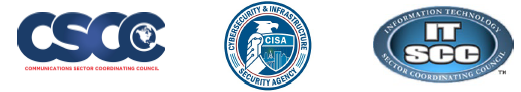 CSCC
COMMUNICATIONS SECTOR COORDINATING COUNCIL
CYBERSECURITY & INFRASTRUCTURE
CISA
SECURITY AGENCY
INFORMATION TECHNOLOGY
IT
SCC
SECTOR COORDINATING COUNCIL
TM